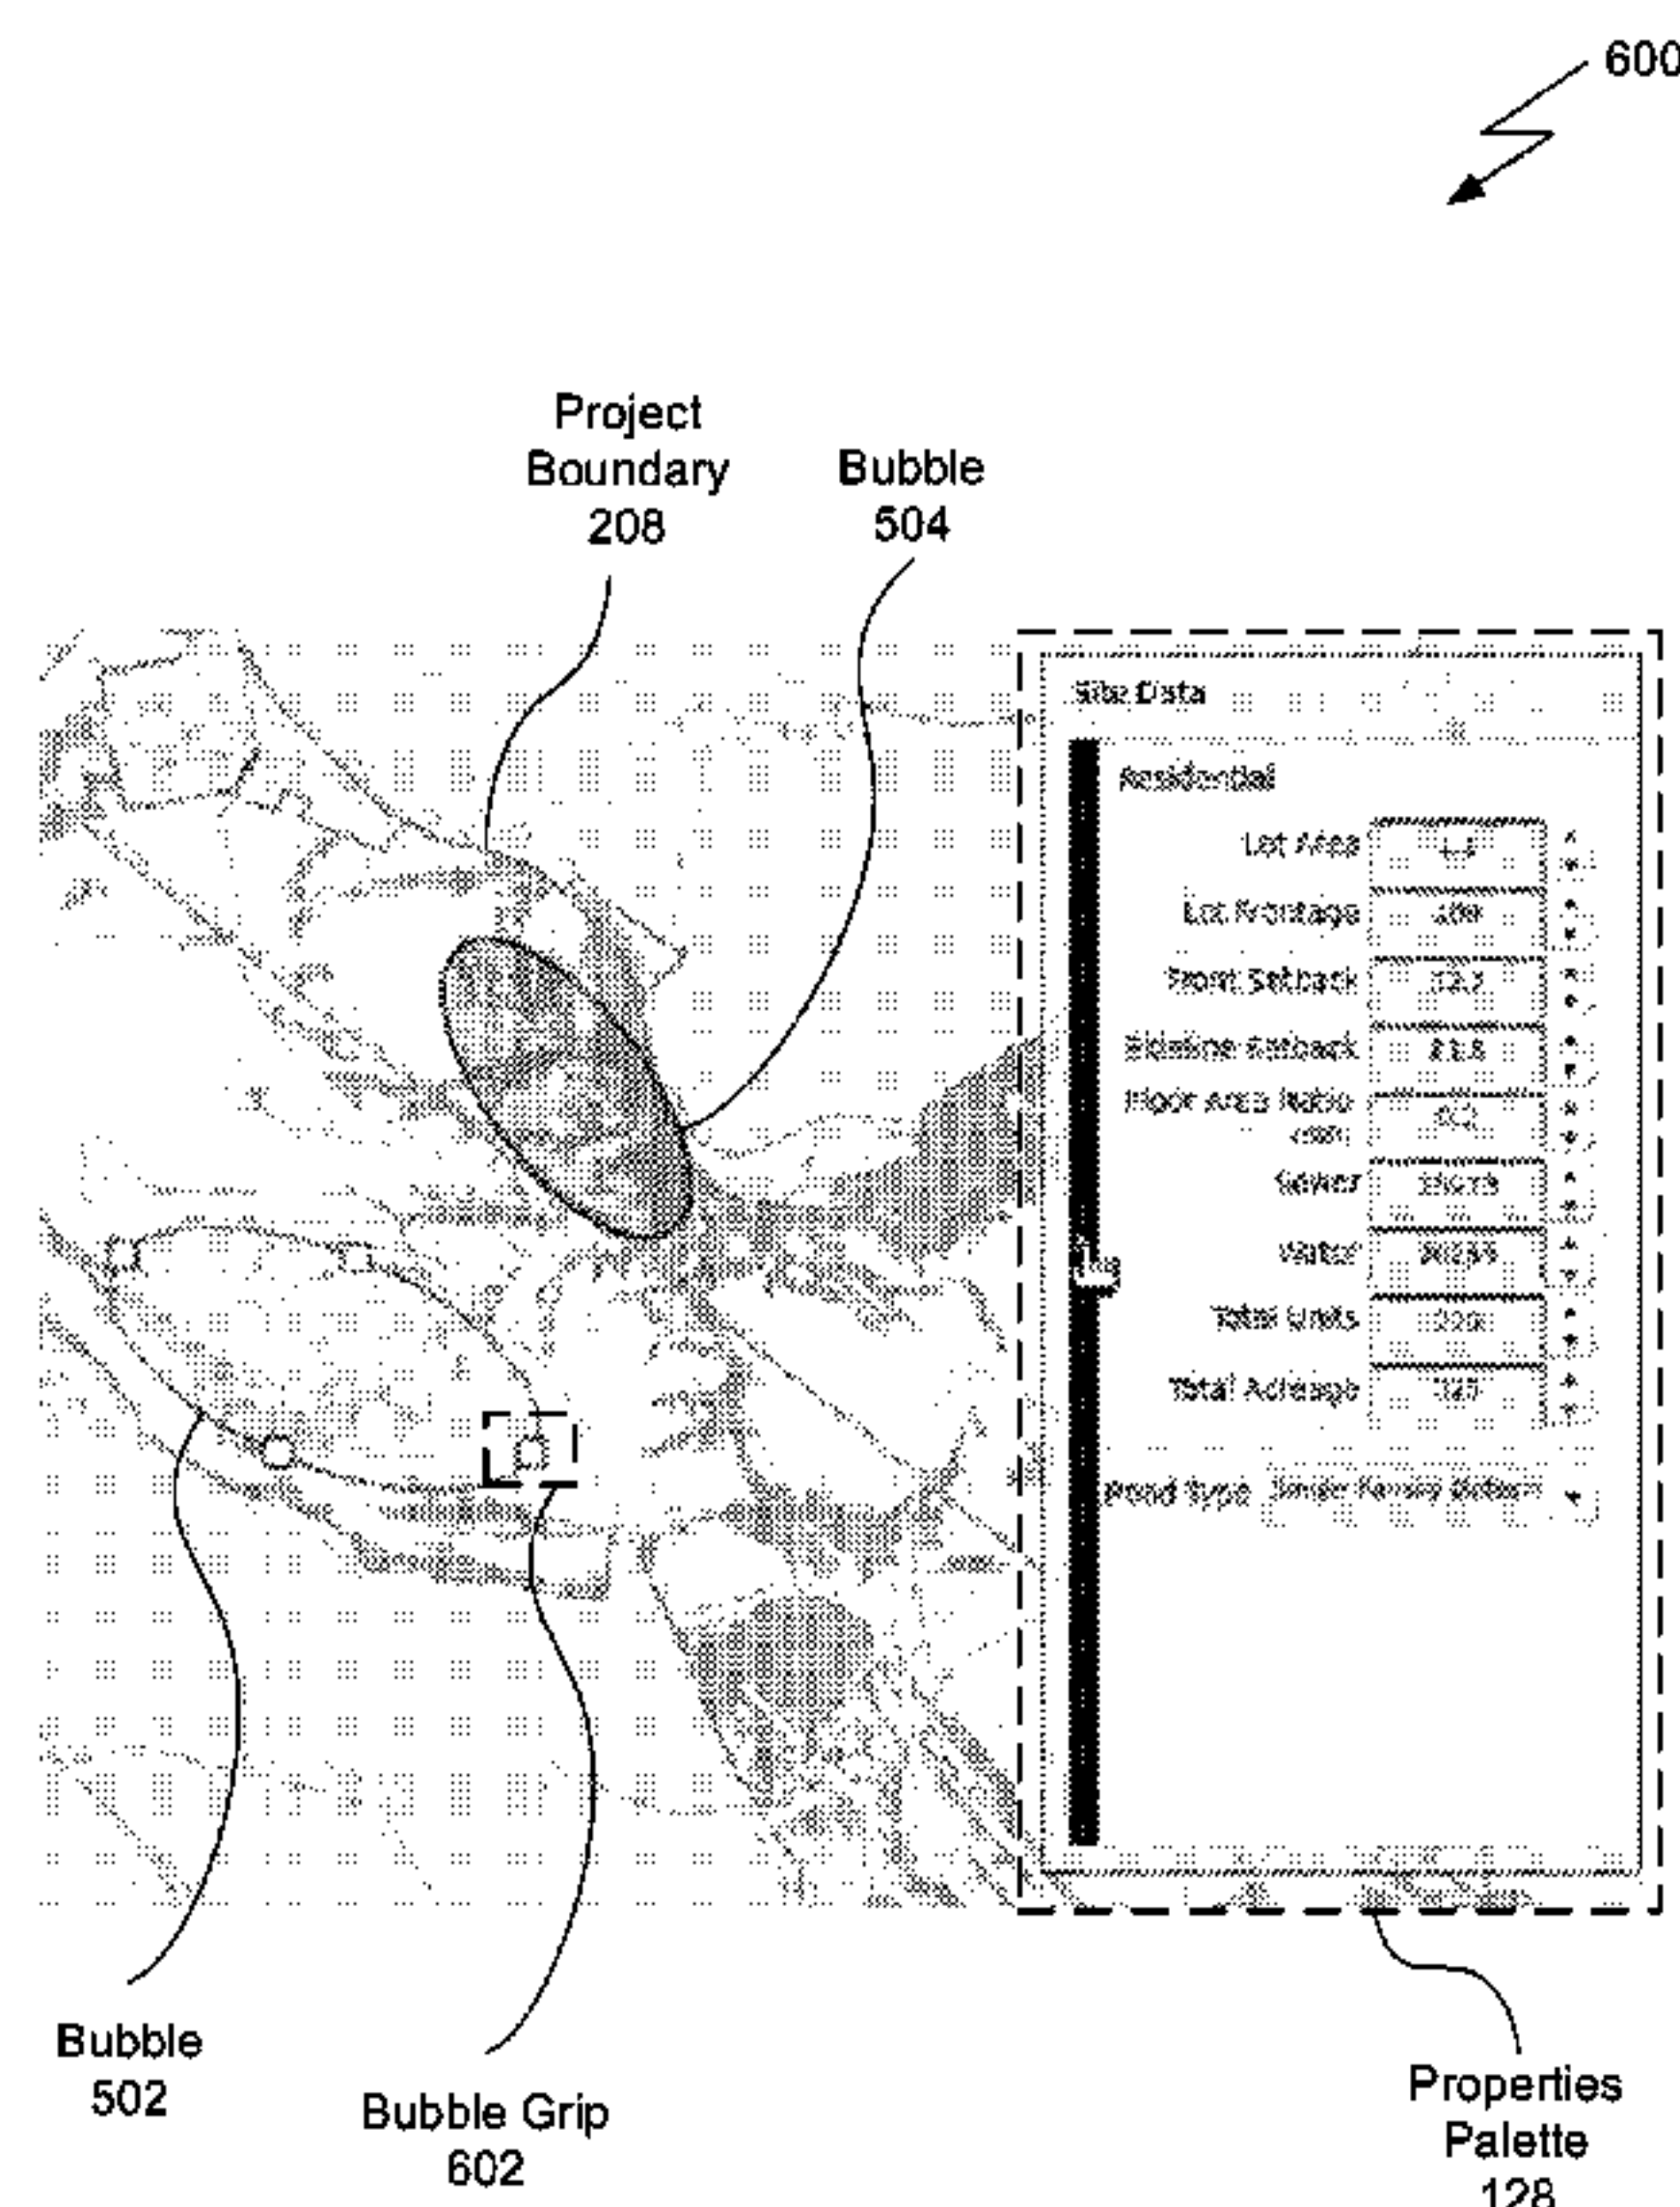 600
Project
Boundary
208
Bubble
504
Site Data
Residential
Lot Area
Lot Frontage
Front Setback
Sideline Setback
Floor Area Ratio
Sewer
Water
Total Units
Total Acreage
127
Road Type
Bubble
502
Bubble Grip
602
Properties
Palette
128